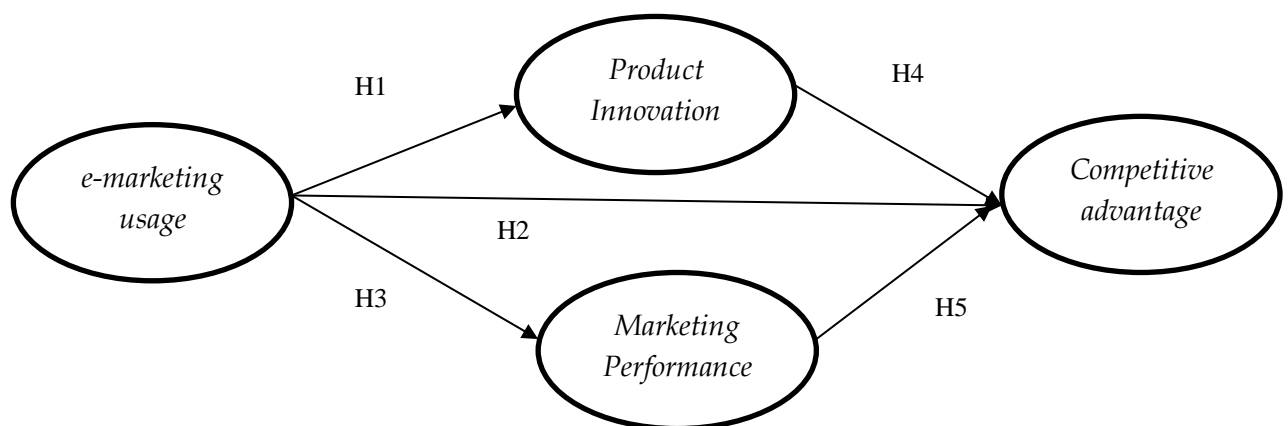 H1
Product
Innovation
H4
e-marketing
usage
H2
Competitive
advantage
H3
Marketing
Performance
H5